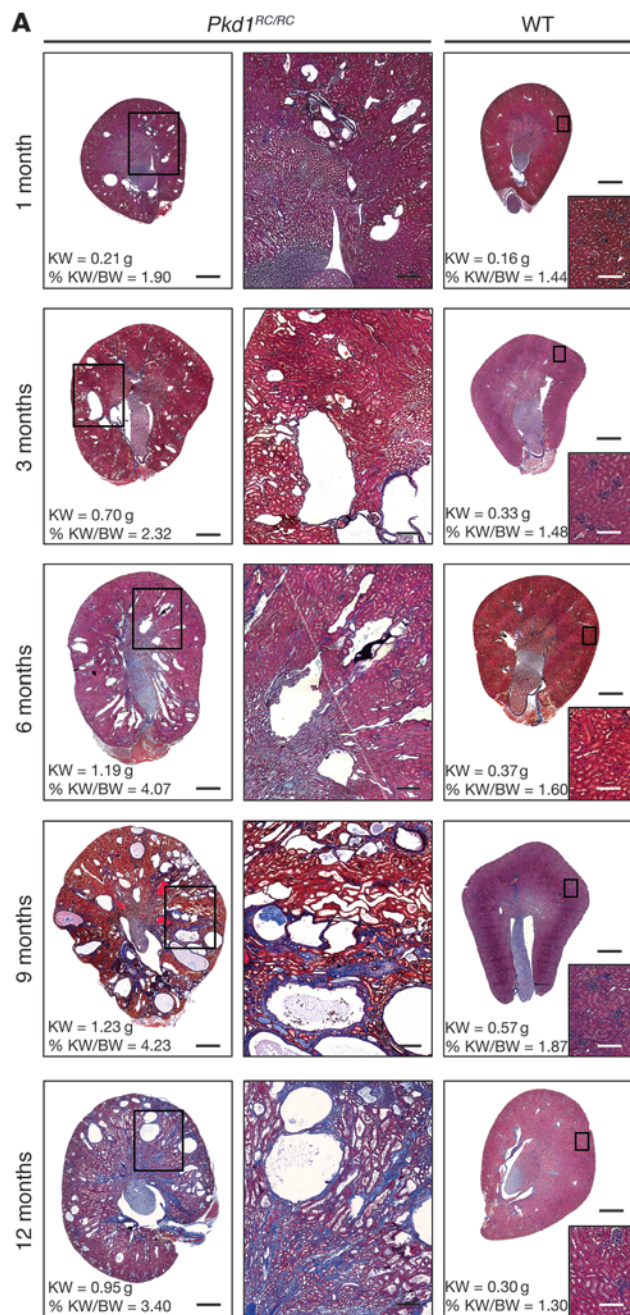 A
Pkd1RC/RC
WT
1 month
KW = 0.21 g
% KW/BW = 1.90
KW = 0.16 g
% KW/BW = 1.44
3 months
KW = 0.70 g
% KW/BW = 2.32
KW = 0.33 g
% KW/BW = 1.48
6 months
KW = 1.19 g
% KW/BW = 4.07
KW = 0.37 g
% KW/BW = 1.60
9 months
KW = 1.23 g
% KW/BW = 4.23
KW = 0.57 g
% KW/BW = 1.87
12 months
KW = 0.95 g
% KW/BW = 3.40
KW = 0.30 g
% KW/BW = 1.30